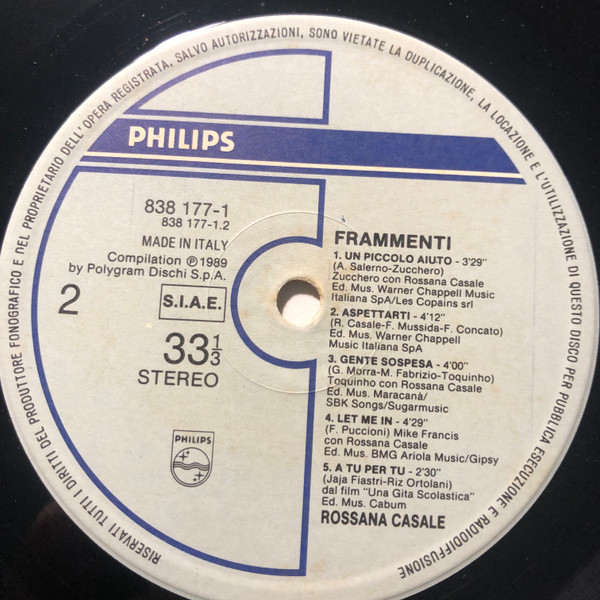 RISERVATI TUTTI I DIRITTI DEL PRODUTTORE FONOGRAFICO E DEL PROPRIETARIO DELL'OPERA REGISTRATA. SALVO AUTORIZZAZIONI, SONO VIETATE LA DUPLICAZIONE, LA LOCAZIONE E L'UTILIZZAZIONE DI QUESTO DISCO PER PUBBLICA ESECUZIONE E RADIODIFFUSIONE
PHILIPS
838 177-1
838 177-1.2
MADE IN ITALY
Compilation ℗ 1989
by Polygram Dischi S.p.A.
2
S.I.A.E.
33 1/3
STEREO
PHILIPS
FRAMMENTI
1. UN PICCOLO AIUTO - 3'29"
(A. Salerno-Zucchero)
Zucchero con Rossana Casale
Ed. Mus. Warner Chappell Music
Italiana SpA/Les Copains srl
2. ASPETTARTI - 4'12"
(R. Casale-F. Mussida-F. Concato)
Ed. Mus. Warner Chappell
Music Italiana SpA
3. GENTE SOSPESA - 4'00"
(G. Morra-M. Fabrizio-Toquinho)
Toquinho con Rossana Casale
Ed. Mus. Maracanà/
SBK Songs/Sugarmusic
4. LET ME IN - 4'29"
(F. Puccioni) Mike Francis
con Rossana Casale
Ed. Mus. BMG Ariola Music/Gipsy
5. A TU PER TU - 2'30"
(Jaja Fiastri-Riz Ortolani)
dal film "Una Gita Scolastica"
Ed. Mus. Cabum
ROSSANA CASALE